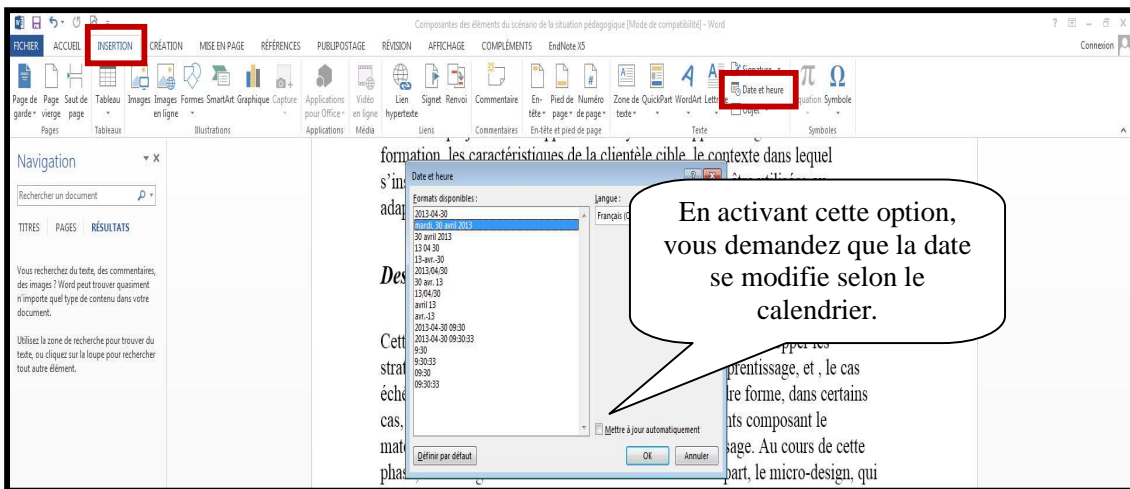 Composantes des éléments du scénario de la situation pédagogique [Mode de compatibilité] - Word
FICHIER ACCUEIL INSERTION CRÉATION MISE EN PAGE RÉFÉRENCES PUBLIPOSTAGE RÉVISION AFFICHAGE COMPLÉMENTS EndNote X5 Connexion
Page de garde
Page vierge
Saut de page
Tableau
Images
Images en ligne
Formes
SmartArt
Graphique
Capture
Applications pour Office
Vidéo en ligne
Lien hypertexte
Signet
Renvoi
Commentaire
En-tête
Pied de page
Numéro de page
Zone de texte
QuickPart
WordArt
Signature
Date et heure
Objet
Symbole
Pages Tableaux Illustrations Applications Média Liens Commentaires En-tête et pied de page Texte Symboles
Navigation
Rechercher un document
TITRES PAGES RÉSULTATS
Vous recherchez du texte, des commentaires,
des images ? Word peut trouver quasiment
n'importe quel type de contenu dans votre
document.
Utilisez la zone de recherche pour trouver du
texte, ou cliquez sur la loupe pour rechercher
tout autre élément.
formation, les caractéristiques de la clientèle cible, le contexte dans lequel
s'ins
adap
Des
Cett
strat
prentissage, et , le cas
éché
re forme, dans certains
cas,
nts composant le
mat
sage. Au cours de cette
phas
part, le micro-design, qui
Date et heure
Formats disponibles :
2013-04-30
mardi, 30 avril 2013
30 avril 2013
13 04 30
13-avr.-30
2013/04/30
30 avr. 13
13/04/30
avril 13
avr.-13
2013-04-30 09:30
2013-04-30 09:30:33
9:30
9:30:33
09:30
09:30:33
Langue :
Français (C
Mettre à jour automatiquement
Définir par défaut
OK
Annuler
En activant cette option,
vous demandez que la date
se modifie selon le
calendrier.